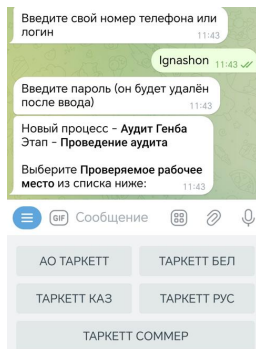 Введите свой номер телефона или
логин
11:43
Ignashon 11:43
Введите пароль (он будет удалён
после ввода)
11:43
Новый процесс - Аудит Генба
Этап - Проведение аудита
Выберите Проверяемое рабочее
место из списка ниже:
11:43
GIF Сообщение
АО ТАРКЕТТ ТАРКЕТТ БЕЛ
ТАРКЕТТ КАЗ ТАРКЕТТ РУС
ТАРКЕТТ СОММЕР